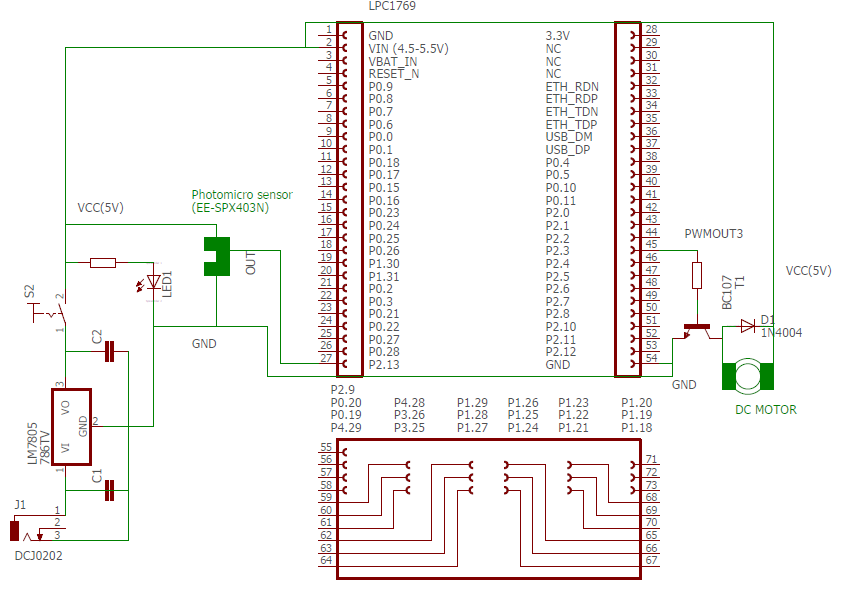 LPC1769
1 GND 3.3V 28
2 VIN (4.5-5.5V) NC 29
3 VBAT_IN NC 30
4 RESET_N NC 31
5 P0.9 ETH_RDN 32
6 P0.8 ETH_RDP 33
7 P0.7 ETH_TDN 34
8 P0.6 ETH_TDP 35
9 P0.0 USB_DM 36
10 P0.1 USB_DP 37
11 P0.18 P0.4 38
12 P0.17 P0.5 39
13 P0.15 P0.10 40
14 P0.16 P0.11 41
15 P0.23 P2.0 42
16 P0.24 P2.1 43
17 P0.25 P2.2 44
18 P0.26 P2.3 45
19 P1.30 P2.4 46
20 P1.31 P2.5 47
21 P0.2 P2.6 48
22 P0.3 P2.7 49
23 P0.21 P2.8 50
24 P0.22 P2.10 51
25 P0.27 P2.11 52
26 P0.28 P2.12 53
27 P2.13 GND 54
Photomicro sensor
(EE-SPX403N)
VCC(5V)
OUT
LED1
S2
2
1
GND
C2
3
VO
GND
VI
2
1
LM7805
786TV
C1
J1
1
2
3
DCJ0202
PWMOUT3
BC107
T1
VCC(5V)
D1
1N4004
GND
DC MOTOR
P2.9
P0.20 P4.28 P1.29 P1.26 P1.23 P1.20
P0.19 P3.26 P1.28 P1.25 P1.22 P1.19
P4.29 P3.25 P1.27 P1.24 P1.21 P1.18
55
56 71
57 72
58 73
59 68
60 69
61 70
62 65
63 66
64 67